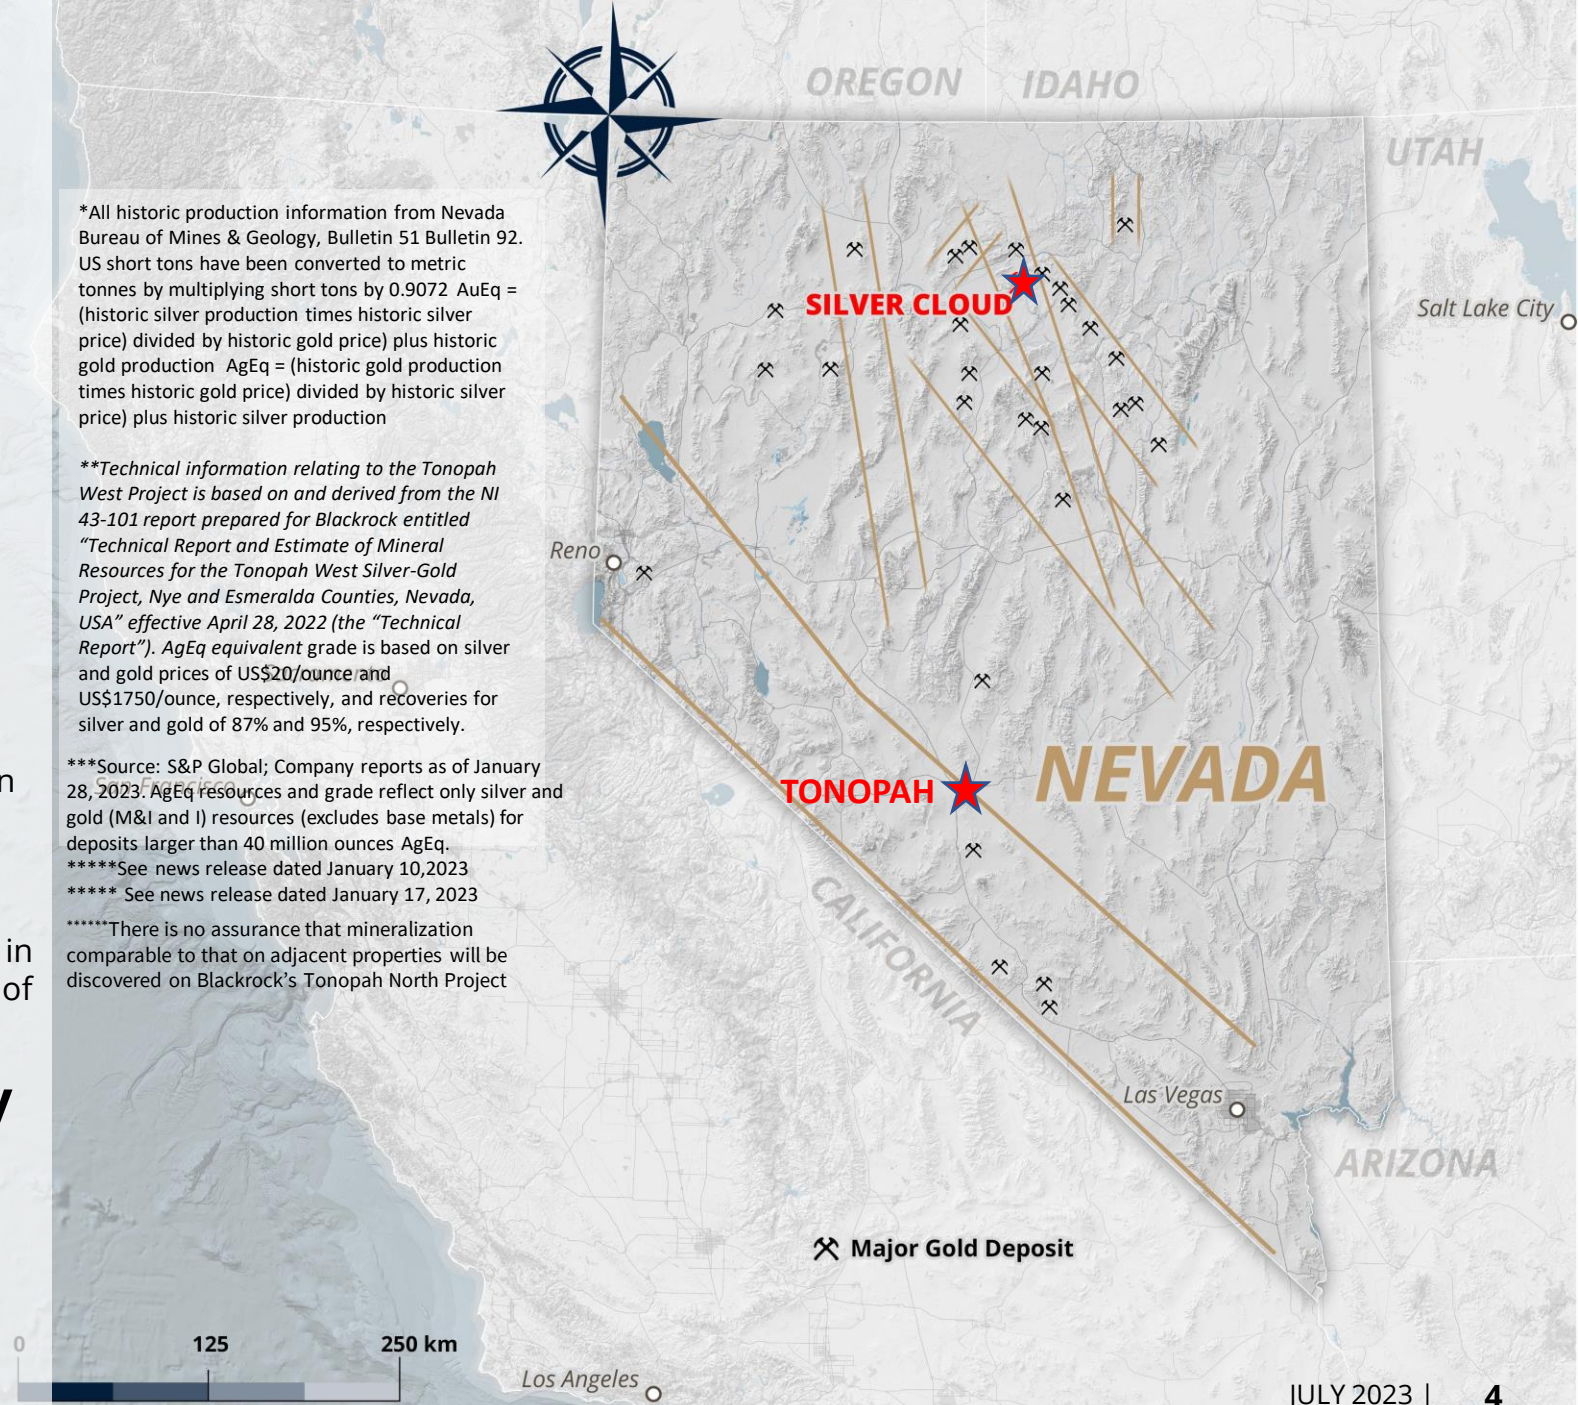 OREGON
IDAHO
UTAH
*All historic production information from Nevada
Bureau of Mines & Geology, Bulletin 51 Bulletin 92.
US short tons have been converted to metric
tonnes by multiplying short tons by 0.9072 AuEq =
(historic silver production times historic silver
price) divided by historic gold price) plus historic
gold production AgEq = (historic gold production
times historic gold price) divided by historic silver
price) plus historic silver production
**Technical information relating to the Tonopah
West Project is based on and derived from the NI
43-101 report prepared for Blackrock entitled
“Technical Report and Estimate of Mineral
Resources for the Tonopah West Silver-Gold
Project, Nye and Esmeralda Counties, Nevada,
USA” effective April 28, 2022 (the “Technical
Report”). AgEq equivalent grade is based on silver
and gold prices of US$20/ounce and
US$1750/ounce, respectively, and recoveries for
silver and gold of 87% and 95%, respectively.
***Source: S&P Global; Company reports as of January
28, 2023. AgEq resources and grade reflect only silver and
gold (M&I and I) resources (excludes base metals) for
deposits larger than 40 million ounces AgEq.
*****See news release dated January 10,2023
***** See news release dated January 17, 2023
******There is no assurance that mineralization
comparable to that on adjacent properties will be
discovered on Blackrock’s Tonopah North Project
n
in
of
y
SILVER CLOUD
Salt Lake City
Reno
Sacramento
San Francisco
TONOPAH
NEVADA
CALIFORNIA
Las Vegas
ARIZONA
Major Gold Deposit
0 125 250 km
Los Angeles
JULY 2023 | 4